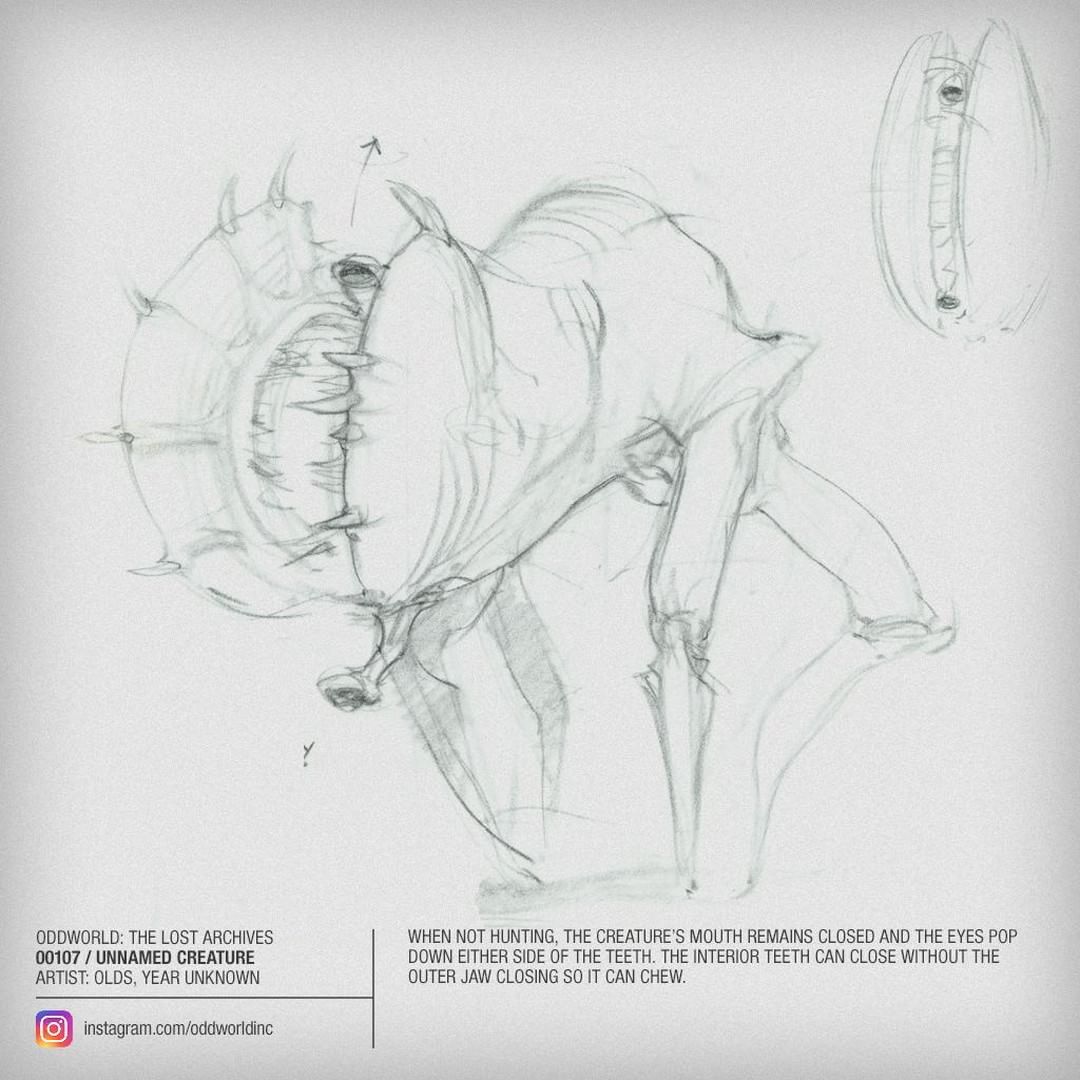 ODDWORLD: THE LOST ARCHIVES
00107 / UNNAMED CREATURE
ARTIST: OLDS, YEAR UNKNOWN
instagram.com/oddworldinc
WHEN NOT HUNTING, THE CREATURE'S MOUTH REMAINS CLOSED AND THE EYES POP
DOWN EITHER SIDE OF THE TEETH. THE INTERIOR TEETH CAN CLOSE WITHOUT THE
OUTER JAW CLOSING SO IT CAN CHEW.